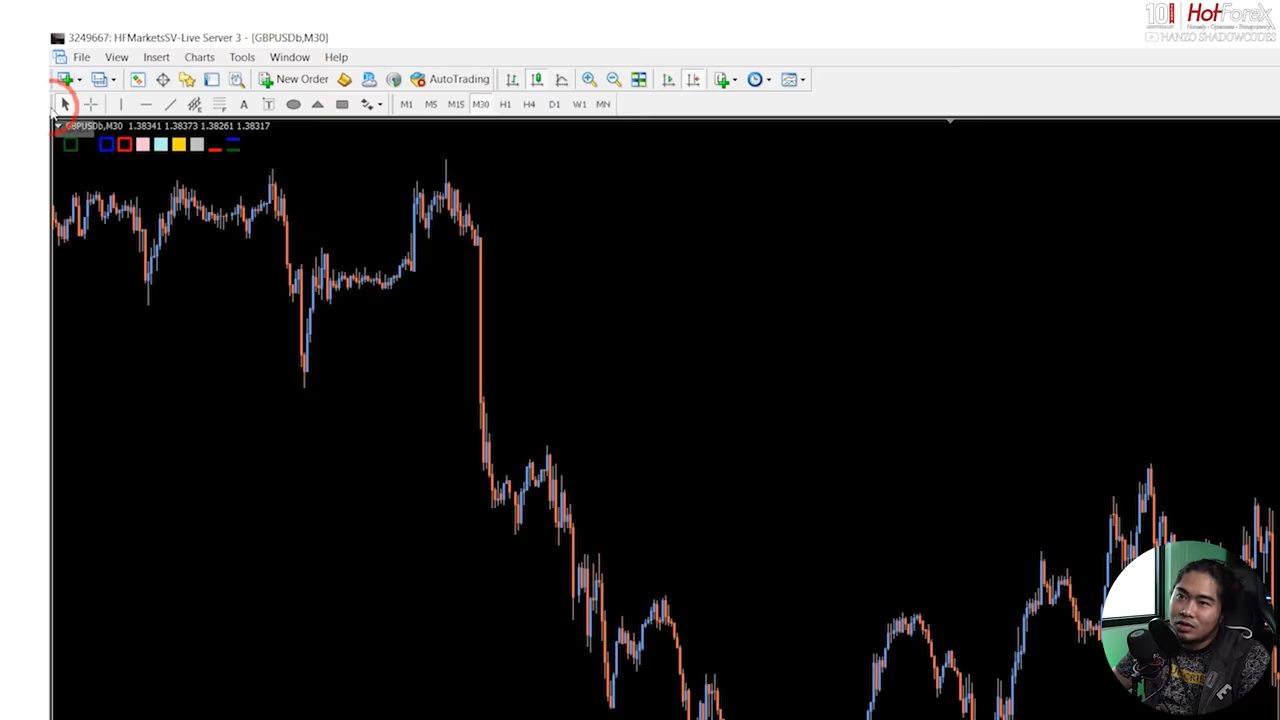 10 HotForex
HANZO SHADOWCODES
3249667: HFMarketsSV-Live Server 3 - [GBPUSDb,M30]
File View Insert Charts Tools Window Help
New Order AutoTrading
A T M1 M5 M15 M30 H1 H4 D1 W1 MN
GBPUSDb,M30 1.38341 1.38373 1.38261 1.38317